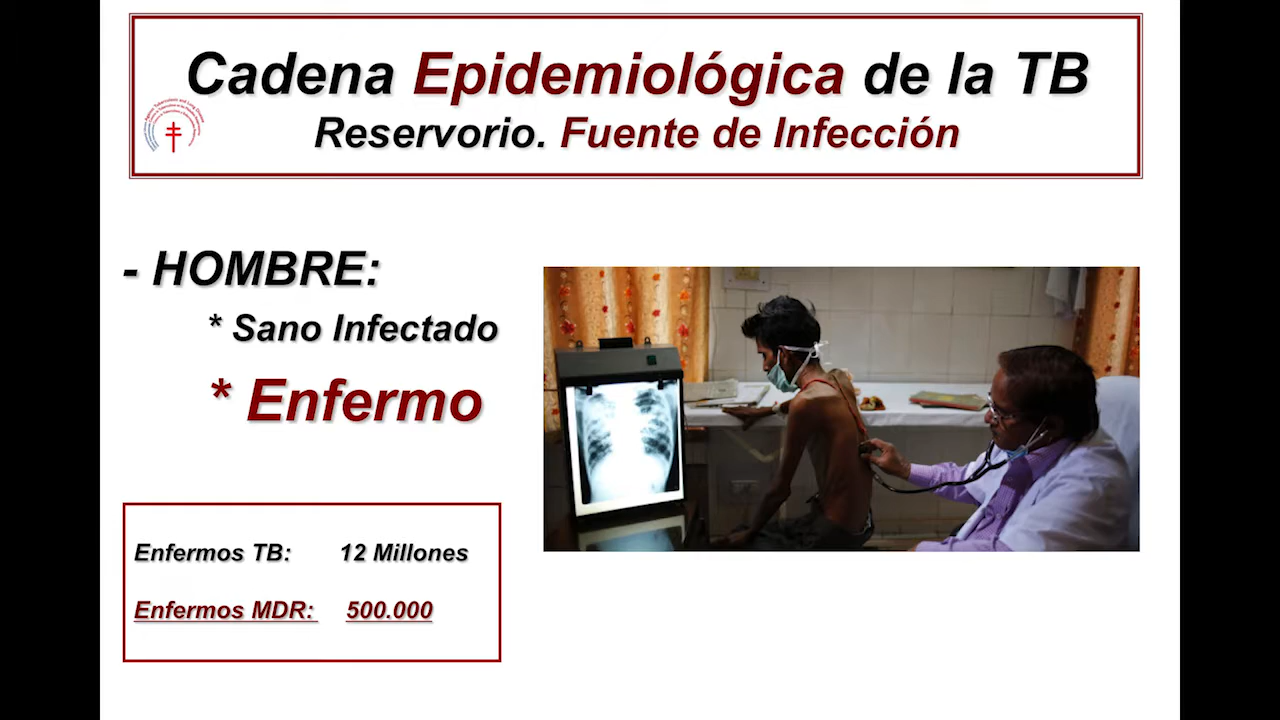 Cadena Epidemiológica de la TB
Reservorio. Fuente de Infección
- HOMBRE:
* Sano Infectado
* Enfermo
Enfermos TB: 12 Millones
Enfermos MDR: 500.000